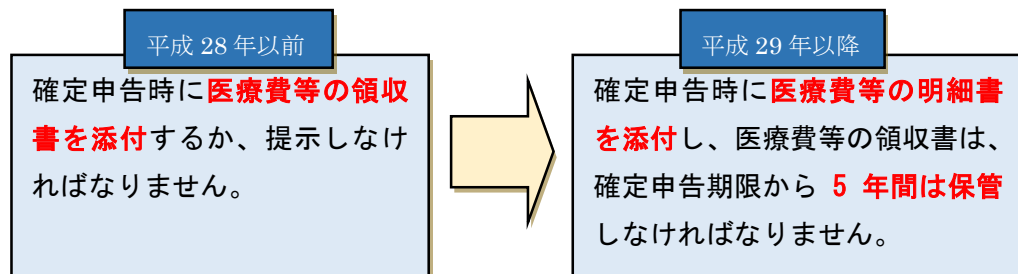 平成 28 年以前
確定申告時に医療費等の領収
書を添付するか、提示しなけ
ればなりません。
平成 29 年以降
確定申告時に医療費等の明細書
を添付し、医療費等の領収書は、
確定申告期限から 5 年間は保管
しなければなりません。